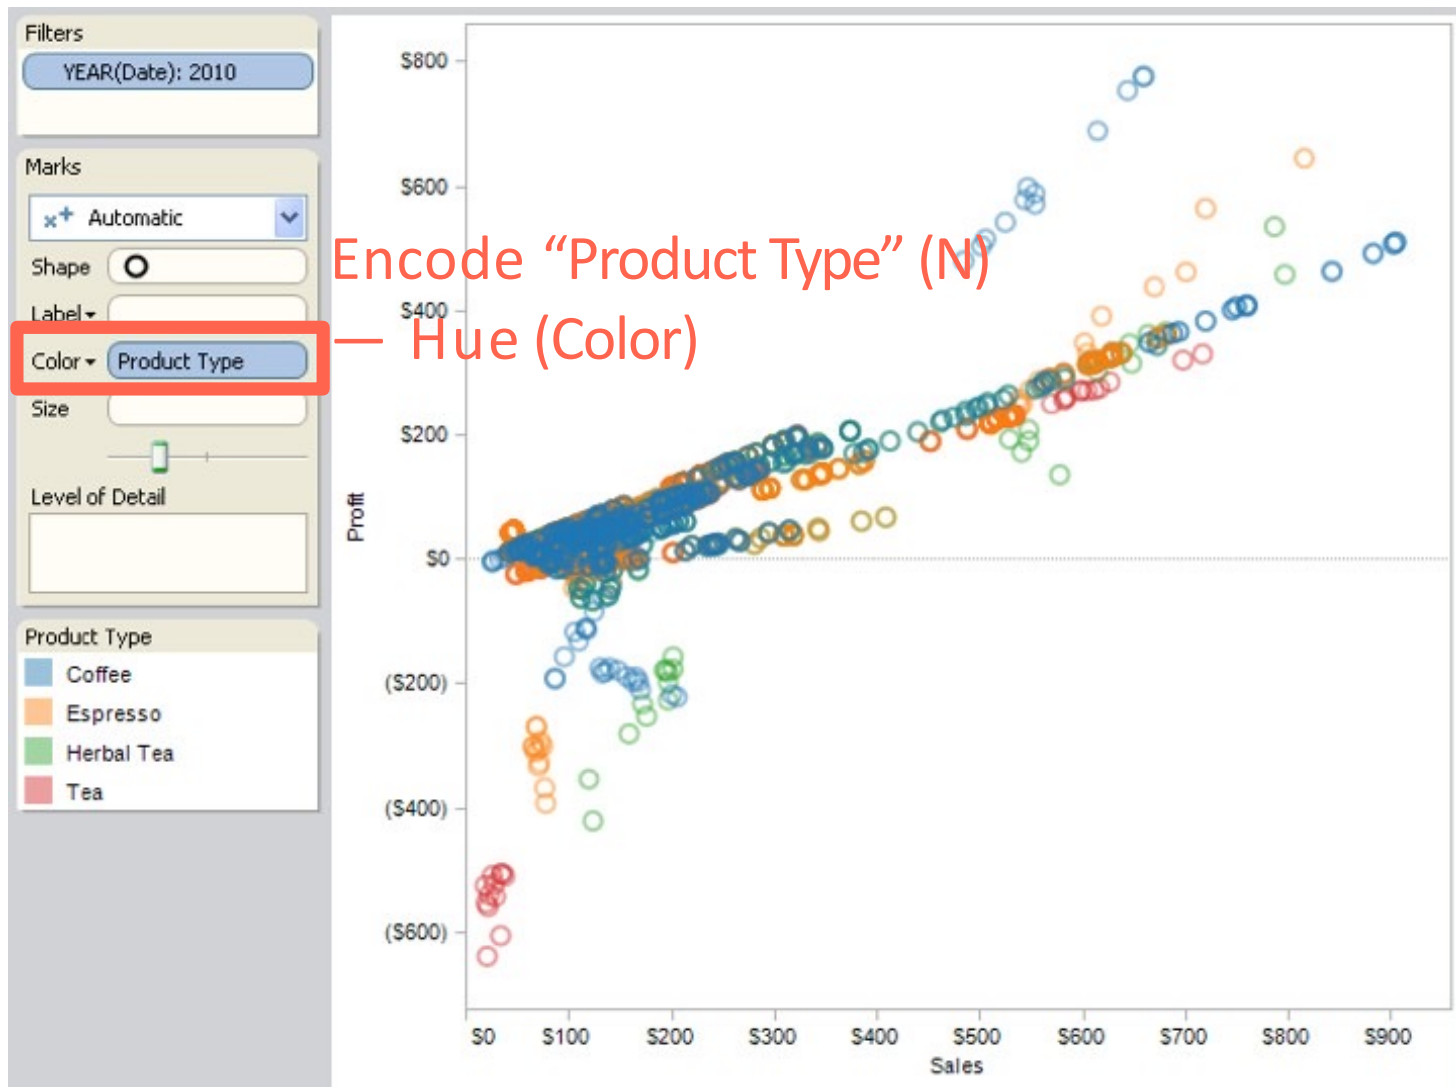 Filters
YEAR(Date): 2010
Marks
Automatic
Shape
Label
Color Product Type
Size
Level of Detail
Product Type
Coffee
Espresso
Herbal Tea
Tea
Encode “Product Type” (N)
— Hue (Color)
Profit
$800
$600
$400
$200
$0
($200)
($400)
($600)
$0 $100 $200 $300 $400 $500 $600 $700 $800 $900
Sales